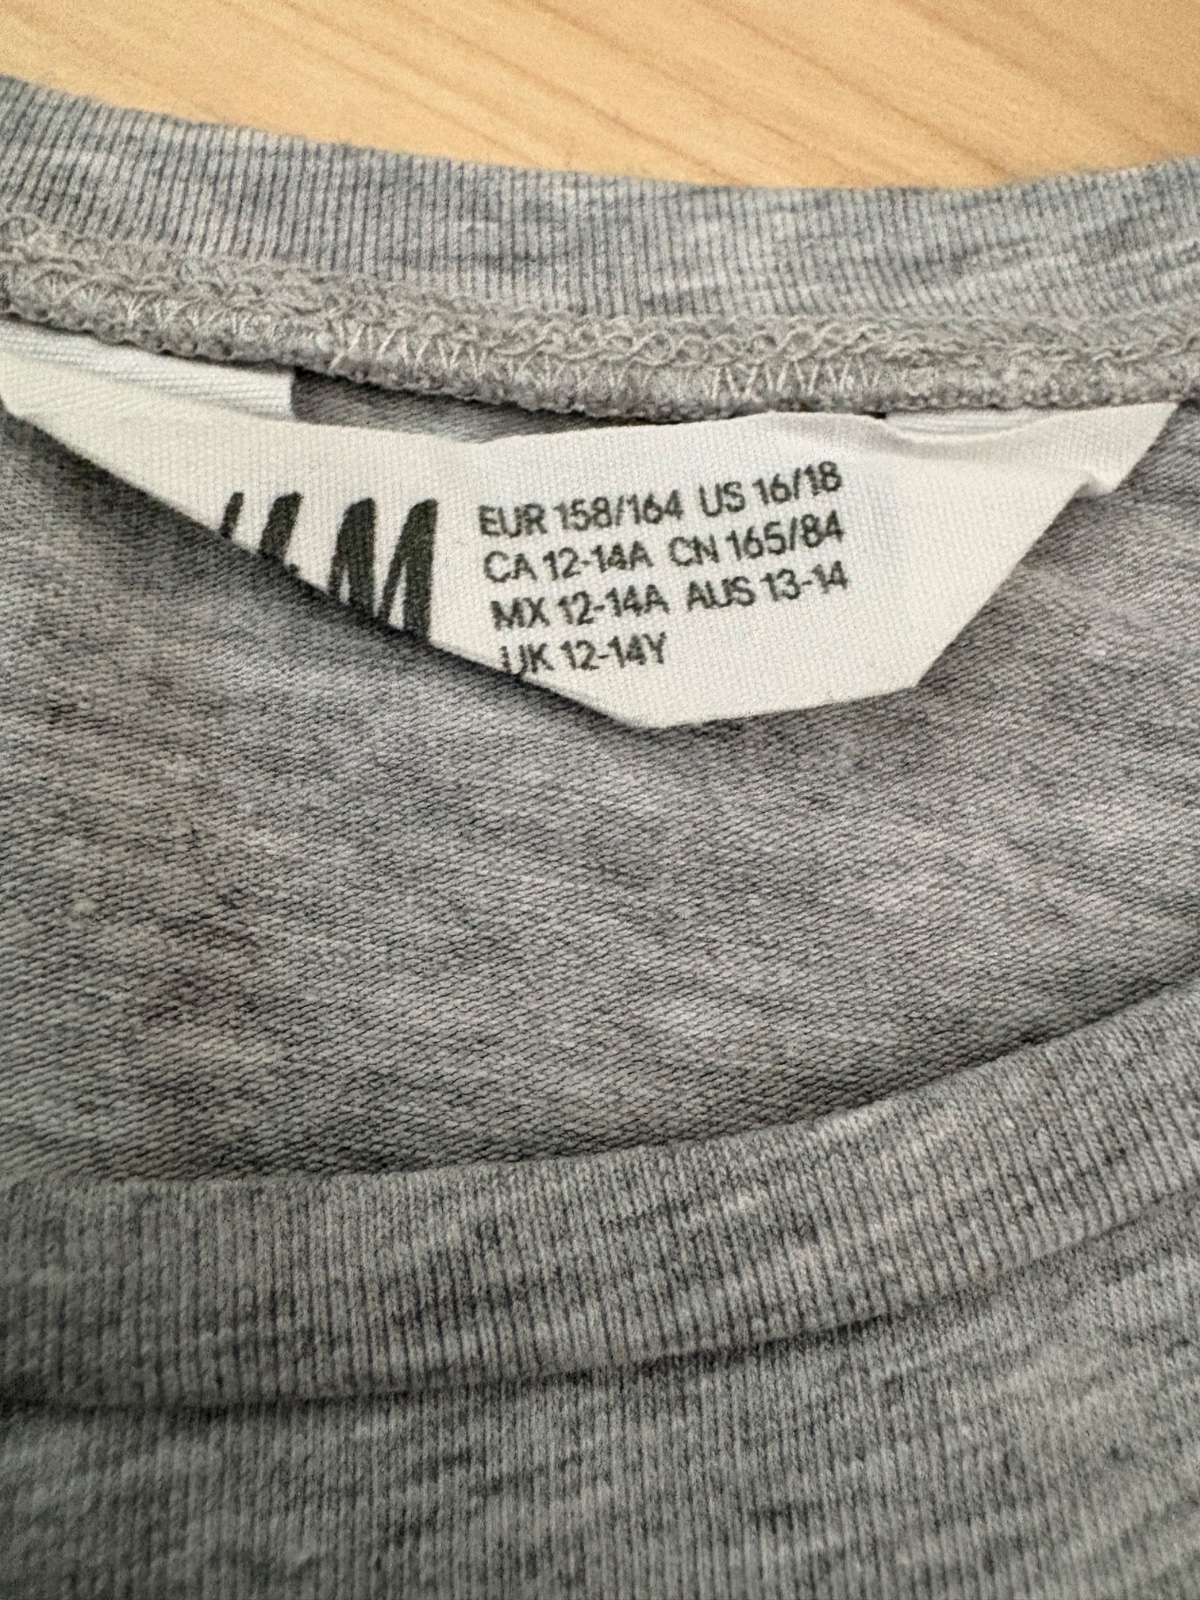 H&M
EUR 158/164 US 16/18
CA 12-14A CN 165/84
MX 12-14A AUS 13-14
UK 12-14Y